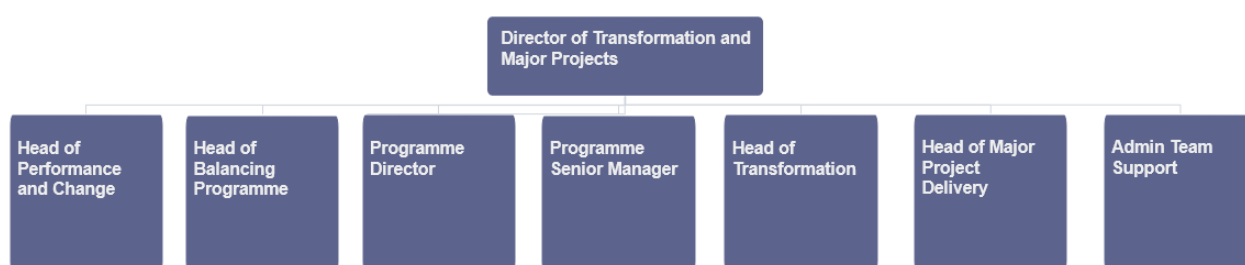 Director of Transformation and
Major Projects
Head of
Performance
and Change
Head of
Balancing
Programme
Programme
Director
Programme
Senior Manager
Head of
Transformation
Head of Major
Project
Delivery
Admin Team
Support